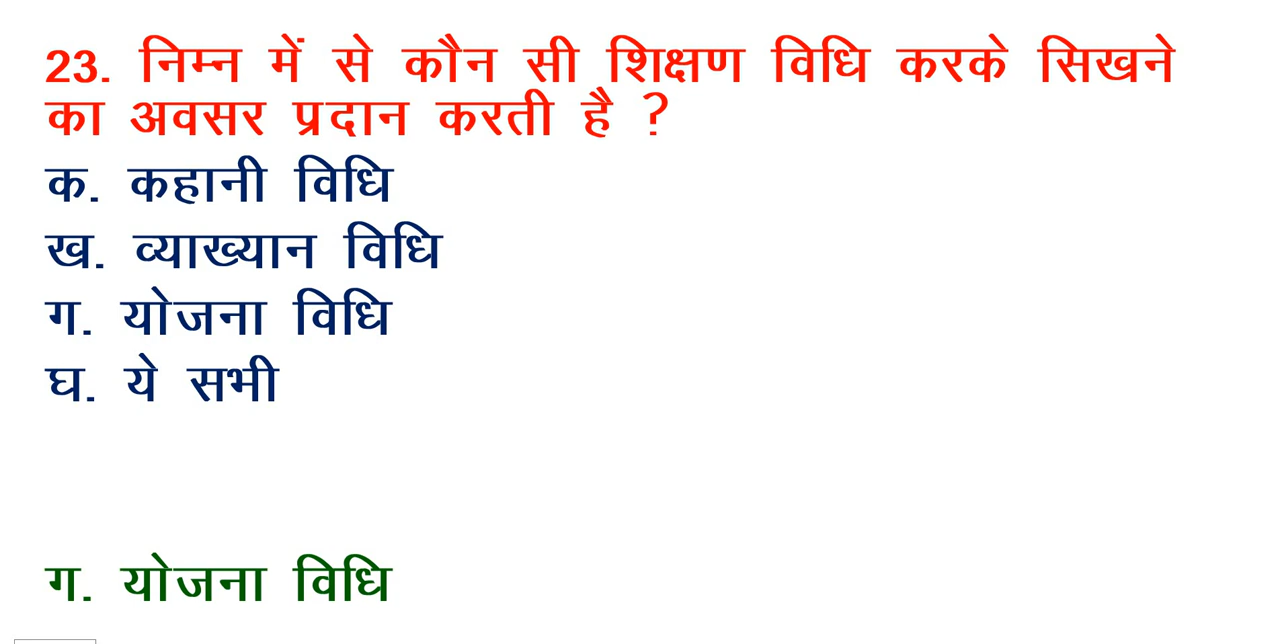 23. निम्न में से कौन सी शिक्षण विधि करके सिखने
का अवसर प्रदान करती है ?
क. कहानी विधि
ख. व्याख्यान विधि
ग. योजना विधि
घ. ये सभी
ग. योजना विधि